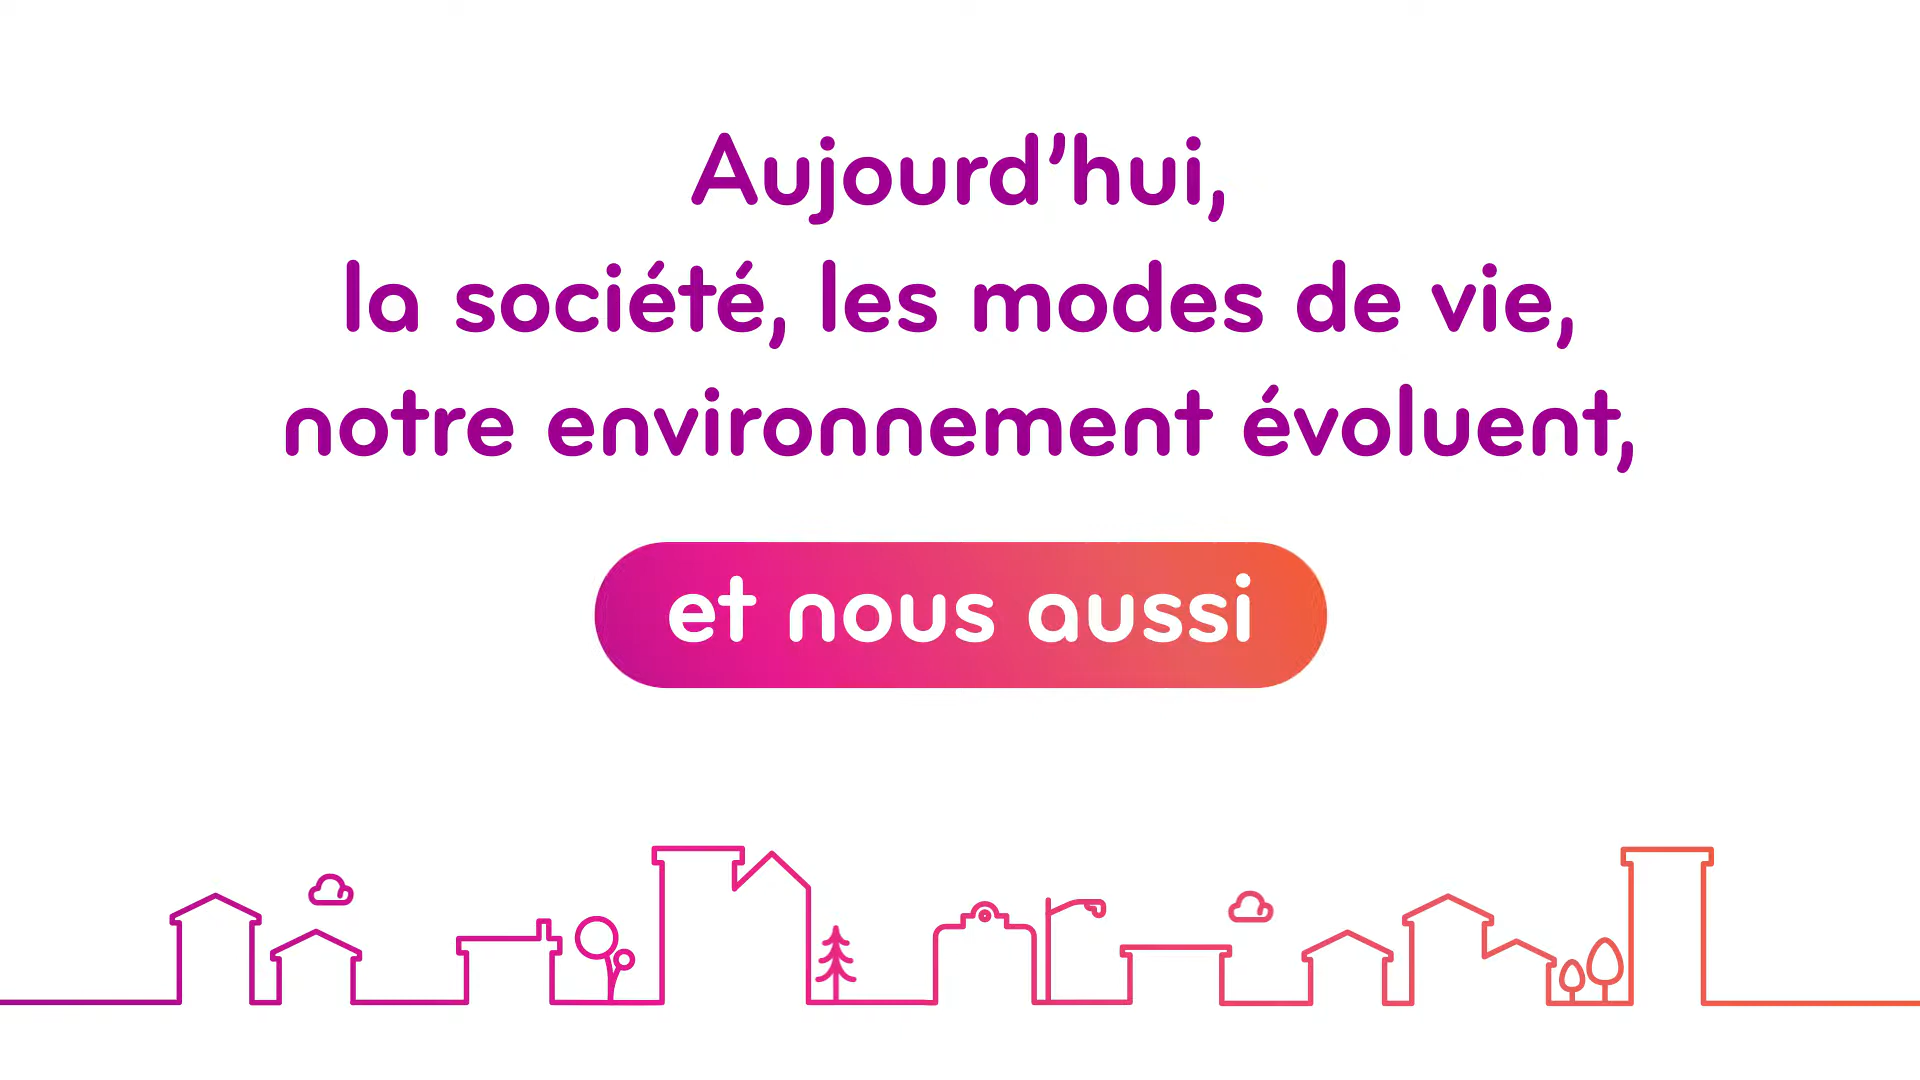 Aujourd’hui,
la société, les modes de vie,
notre environnement évoluent,
et nous aussi